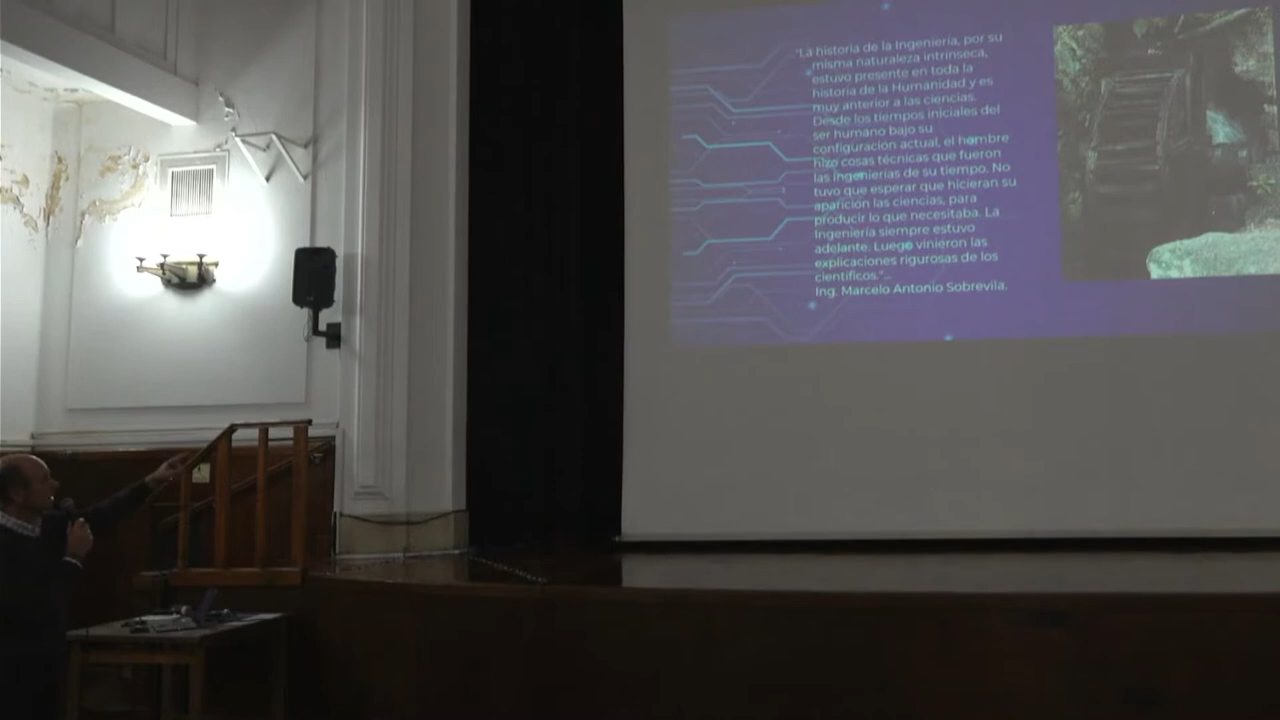 "La historia de la Ingeniería, por su
misma naturaleza intrínseca,
estuvo presente en toda la
historia de la Humanidad y es
muy anterior a las ciencias.
Desde los tiempos iniciales del
ser humano bajo su
configuración actual, el hombre
hizo cosas técnicas que fueron
las ingenierías de su tiempo. No
tuvo que esperar que hicieran su
aparición las ciencias, para
producir lo que necesitaba. La
Ingeniería siempre estuvo
adelante. Luego vinieron las
explicaciones rigurosas de los
científicos."...
Ing. Marcelo Antonio Sobrevila.